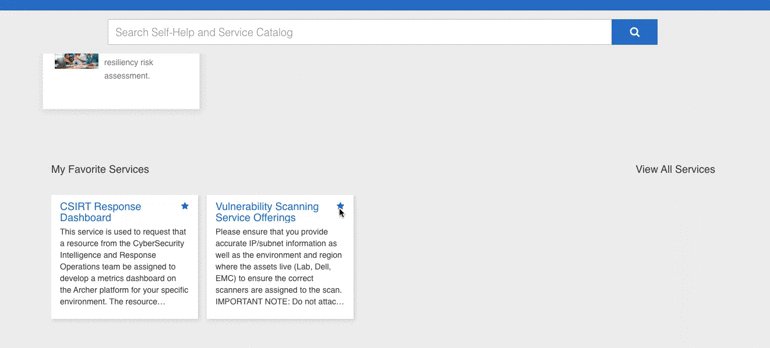 Search Self-Help and Service Catalog
resiliency risk
assessment.
My Favorite Services
View All Services
CSIRT Response
Dashboard
This service is used to request that
a resource from the CyberSecurity
Intelligence and Response
Operations team be assigned to
develop a metrics dashboard on
the Archer platform for your specific
environment. The resource…
Vulnerability Scanning
Service Offerings
Please ensure that you provide
accurate IP/subnet information as
well as the environment and region
where the assets live (Lab, Dell,
EMC) to ensure the correct
scanners are assigned to the scan.
IMPORTANT NOTE: Do not attac…